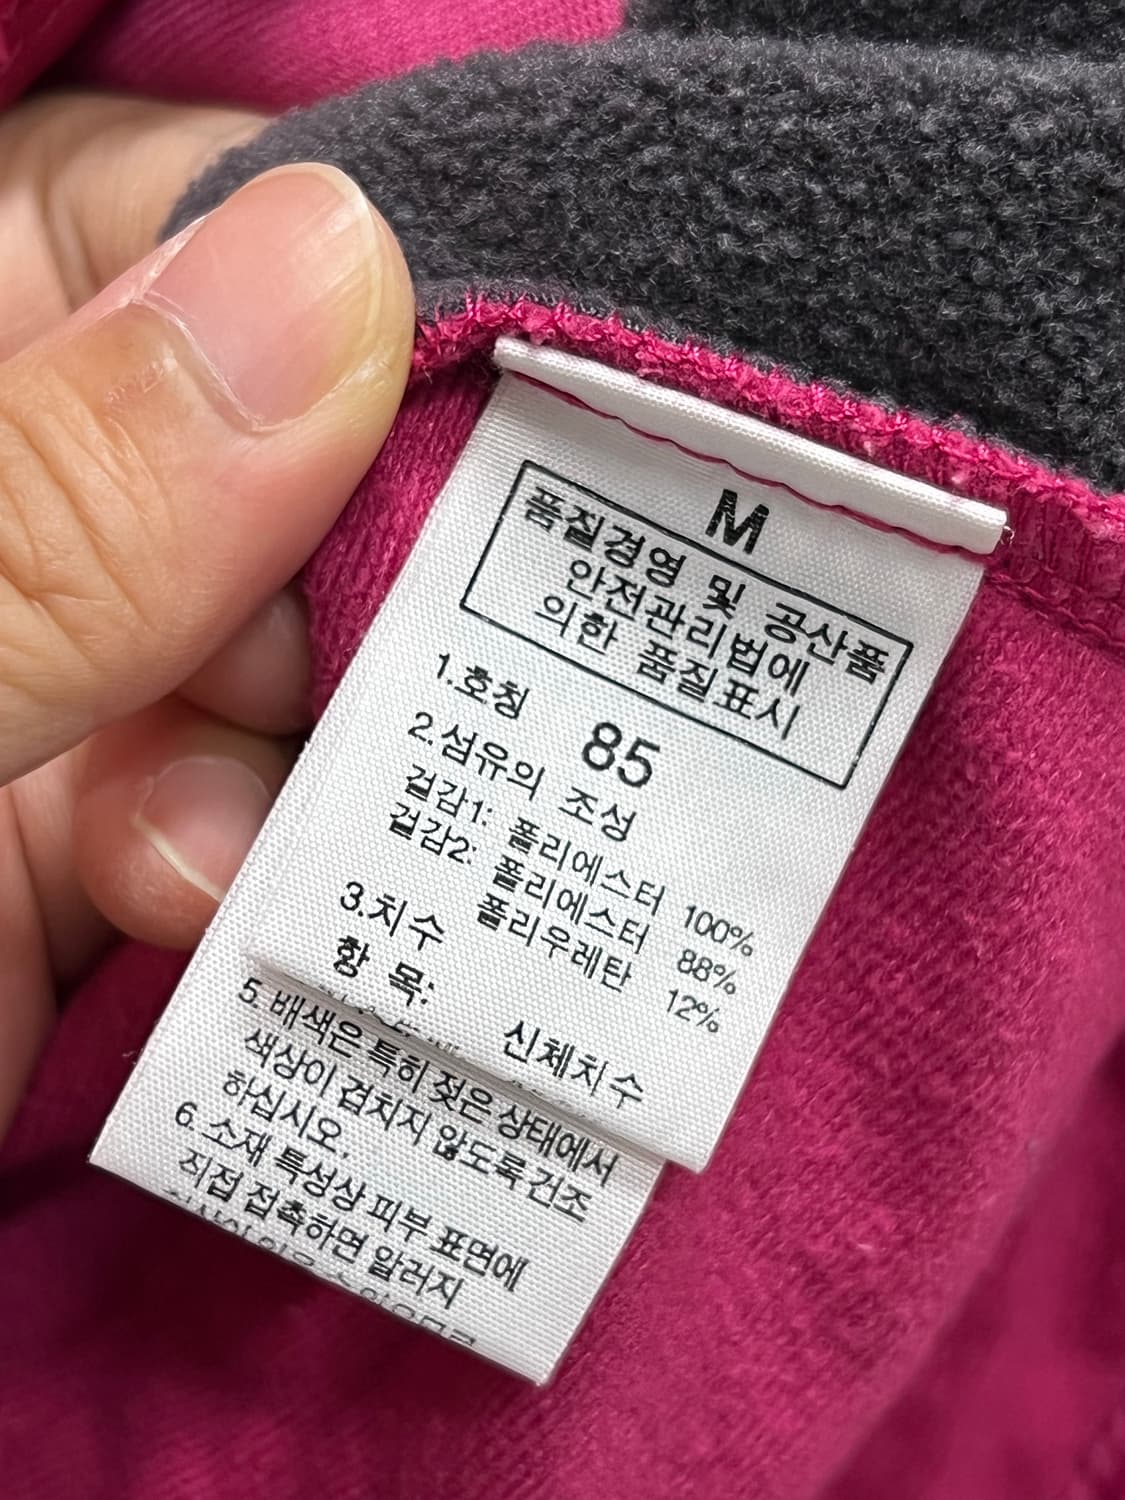 M
품질경영 및 공산품
안전관리법에
의한 품질표시
1.호칭 85
2.섬유의 조성
겉감1: 폴리에스터 100%
겉감2: 폴리에스터 88%
폴리우레탄 12%
3.치수
항 목: 신체치수
5. 배색은 특히 젖은 상태에서
색상이 겹치지 않도록 건조
하십시오.
6. 소재 특성상 피부 표면에
직접 접촉하면 알러지